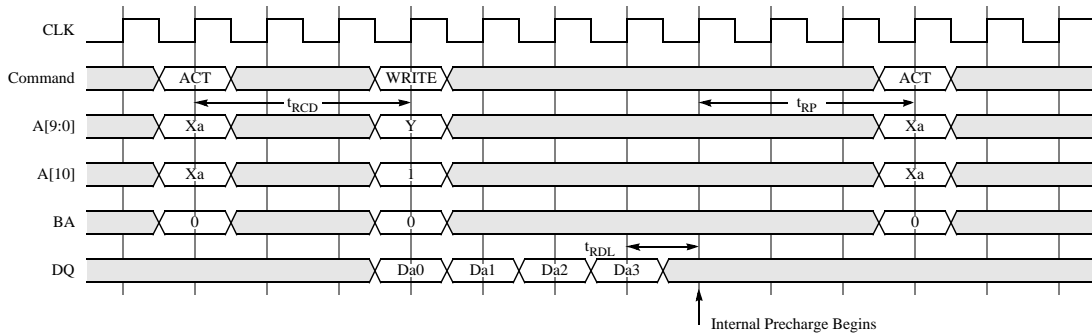 CLK
Command ACT WRITE ACT
tRCD tRP
A[9:0] Xa Y Xa
A[10] Xa 1 Xa
BA 0 0 0
tRDL
DQ Da0 Da1 Da2 Da3
Internal Precharge Begins